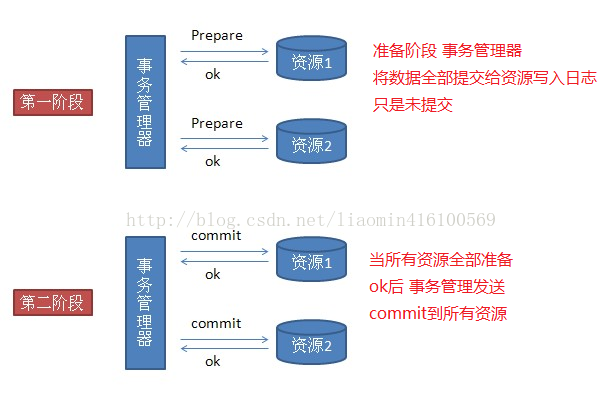 Prepare
资源1
ok
准备阶段 事务管理器
将数据全部提交给资源写入日志
只是未提交
第一阶段
事务管理器
Prepare
资源2
ok
http://blog.csdn.net/liaomin416100569
commit
资源1
ok
当所有资源全部准备
ok后 事务管理发送
commit到所有资源
第二阶段
事务管理器
commit
资源2
ok